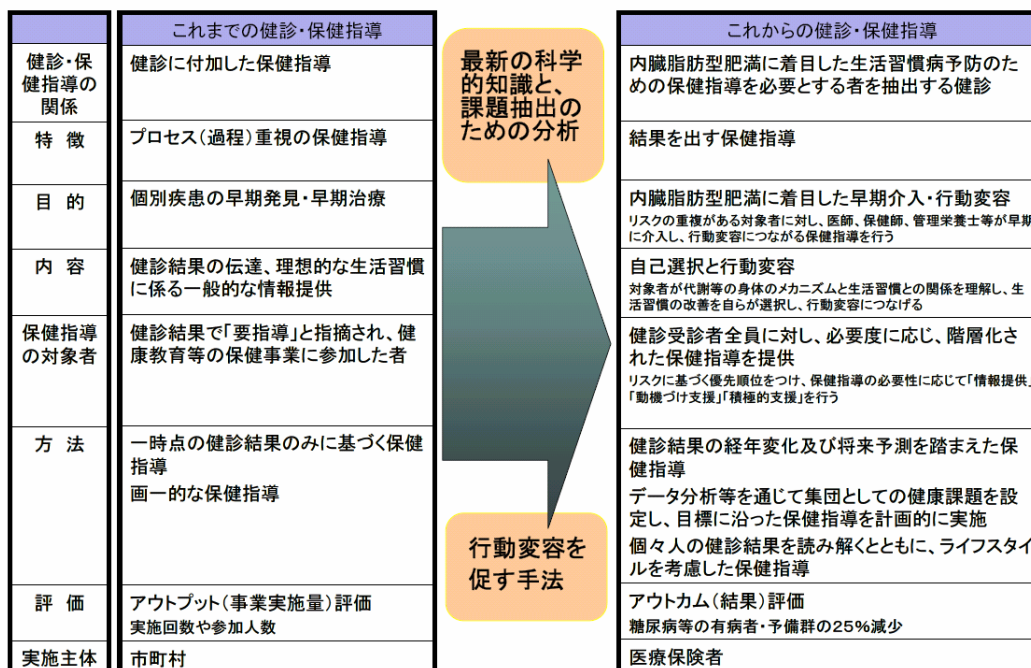 これまでの健診・保健指導
これからの健診・保健指導
健診・保
健指導の
関係
健診に付加した保健指導
最新の科学
的知識と、
課題抽出の
ための分析
内臓脂肪型肥満に着目した生活習慣病予防のた
めの保健指導を必要とする者を抽出する健診
特 徴
プロセス(過程)重視の保健指導
結果を出す保健指導
目 的
個別疾患の早期発見・早期治療
内臓脂肪型肥満に着目した早期介入・行動変容
リスクの重複がある対象者に対し、医師、保健師、管理栄養士等が早期
に介入し、行動変容につながる保健指導を行う
内 容
健診結果の伝達、理想的な生活習慣
に係る一般的な情報提供
自己選択と行動変容
対象者が代謝等の身体のメカニズムと生活習慣との関係を理解し、生
活習慣の改善を自らが選択し、行動変容につなげる
保健指導
の対象者
健診結果で「要指導」と指摘され、健
康教育等の保健事業に参加した者
健診受診者全員に対し、必要度に応じ、階層化さ
れた保健指導を提供
リスクに基づく優先順位をつけ、保健指導の必要性に応じて「情報提供」
「動機づけ支援」「積極的支援」を行う
方 法
一時点の健診結果のみに基づく保健
指導
画一的な保健指導
健診結果の経年変化及び将来予測を踏まえた保
健指導
データ分析等を通じて集団としての健康課題を設
定し、目標に沿った保健指導を計画的に実施
個々人の健診結果を読み解くとともに、ライフスタイ
ルを考慮した保健指導
行動変容を
促す手法
評 価
アウトプット(事業実施量)評価
実施回数や参加人数
アウトカム(結果)評価
糖尿病等の有病者・予備群の25%減少
実施主体
市町村
医療保険者